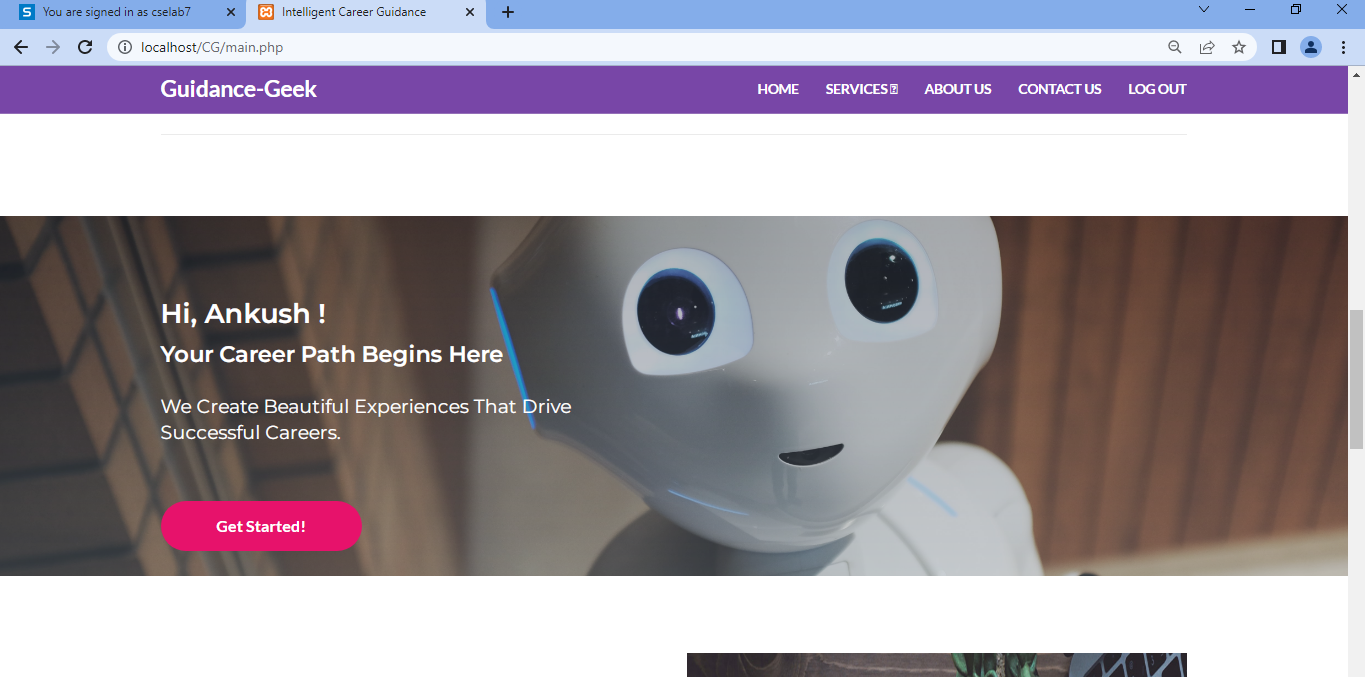 You are signed in as cselab7
Intelligent Career Guidance
localhost/CG/main.php
Guidance-Geek
HOME SERVICES ABOUT US CONTACT US LOG OUT
Hi, Ankush !
Your Career Path Begins Here
We Create Beautiful Experiences That Drive
Successful Careers.
Get Started!